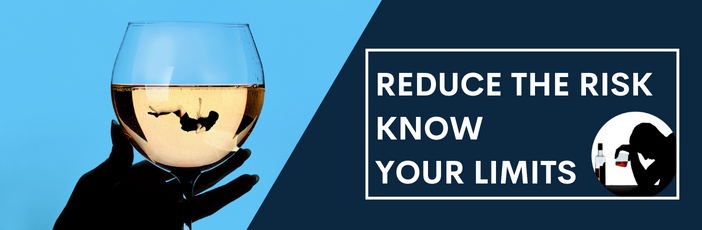 REDUCE THE RISK
KNOW
YOUR LIMITS